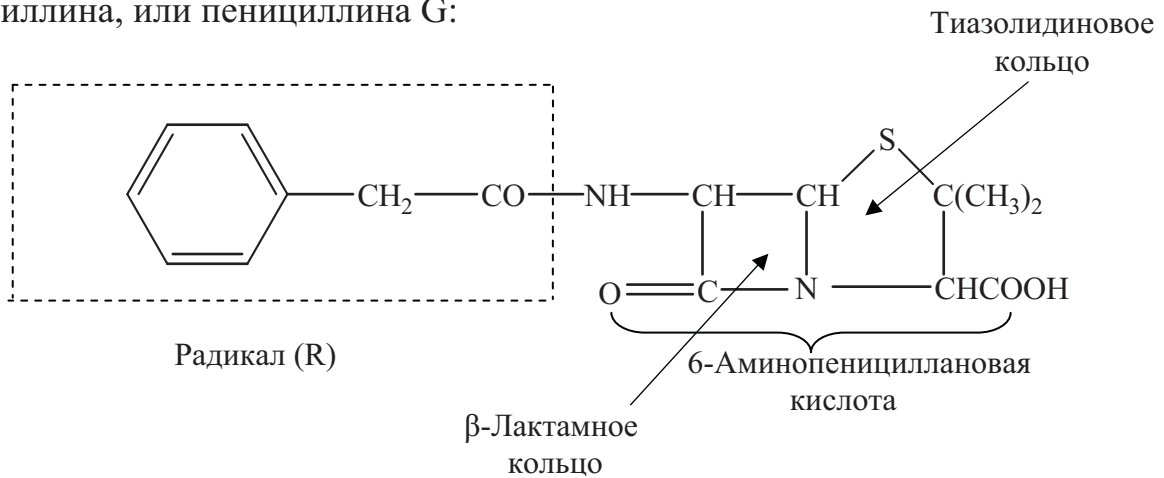 иллина, или пенициллина G:
Тиазолидиновое
кольцо
S
CH₂ CO NH CH CH C(CH₃)₂
O C N CHCOOH
Радикал (R)
6-Аминопенициллановая
кислота
β-Лактамное
кольцо